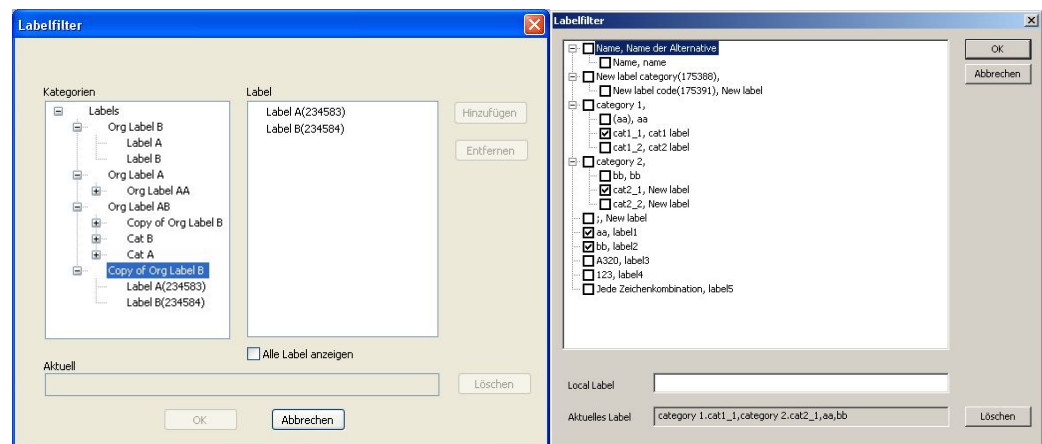 Labelfilter
Kategorien
Labels
Org Label B
Label A
Label B
Org Label A
Org Label AA
Org Label AB
Copy of Org Label B
Cat B
Cat A
Copy of Org Label B
Label A(234583)
Label B(234584)
Label
Label A(234583)
Label B(234584)
Hinzufügen
Entfernen
Alle Label anzeigen
Aktuell
Löschen
OK
Abbrechen
Labelfilter
Name, Name der Alternative
Name, name
New label category(175388),
New label code(175391), New label
category 1,
(aa), aa
cat1_1, cat1 label
cat1_2, cat2 label
category 2,
bb, bb
cat2_1, New label
cat2_2, New label
;, New label
aa, label1
bb, label2
A320, label3
123, label4
Jede Zeichenkombination, label5
OK
Abbrechen
Local Label
Aktuelles Label
category 1.cat1_1,category 2.cat2_1,aa,bb
Löschen